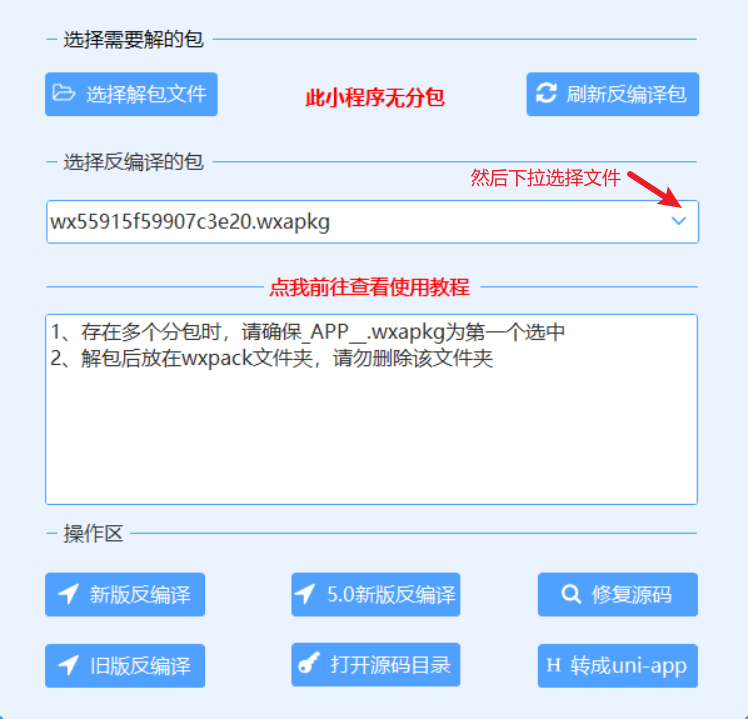 选择需要解的包
选择解包文件
此小程序无分包
刷新反编译包
选择反编译的包
然后下拉选择文件
wx55915f59907c3e20.wxapkg
点我前往查看使用教程
1、存在多个分包时，请确保_APP__.wxapkg为第一个选中
2、解包后放在wxpack文件夹，请勿删除该文件夹
操作区
新版反编译
5.0新版反编译
修复源码
旧版反编译
打开源码目录
H 转成uni-app